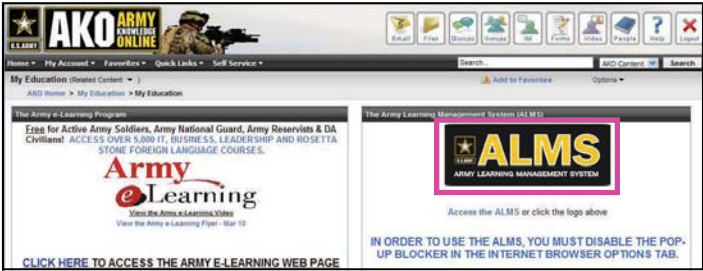 U.S. ARMY
AKO ARMY KNOWLEDGE ONLINE
Email Files Discuss Groups IM Forms Video People Help Logout
Home My Account Favorites Quick Links Self Service Search... AKO Content Search
My Education (Related Content ) Add to Favorites Options
AKO Home > My Education > My Education
The Army e-Learning Program
Free for Active Army Soldiers, Army National Guard, Army Reservists & DA
Civilians! ACCESS OVER 5,000 IT, BUSINESS, LEADERSHIP AND ROSETTA
STONE FOREIGN LANGUAGE COURSES.
Army
eLearning
View the Army e-Learning Video
View the Army e-Learning Flyer - Mar 10
CLICK HERE TO ACCESS THE ARMY E-LEARNING WEB PAGE
The Army Learning Management System (ALMS)
U.S. ARMY
ALMS
ARMY LEARNING MANAGEMENT SYSTEM
Access the ALMS or click the logo above
IN ORDER TO USE THE ALMS, YOU MUST DISABLE THE POP-
UP BLOCKER IN THE INTERNET BROWSER OPTIONS TAB.